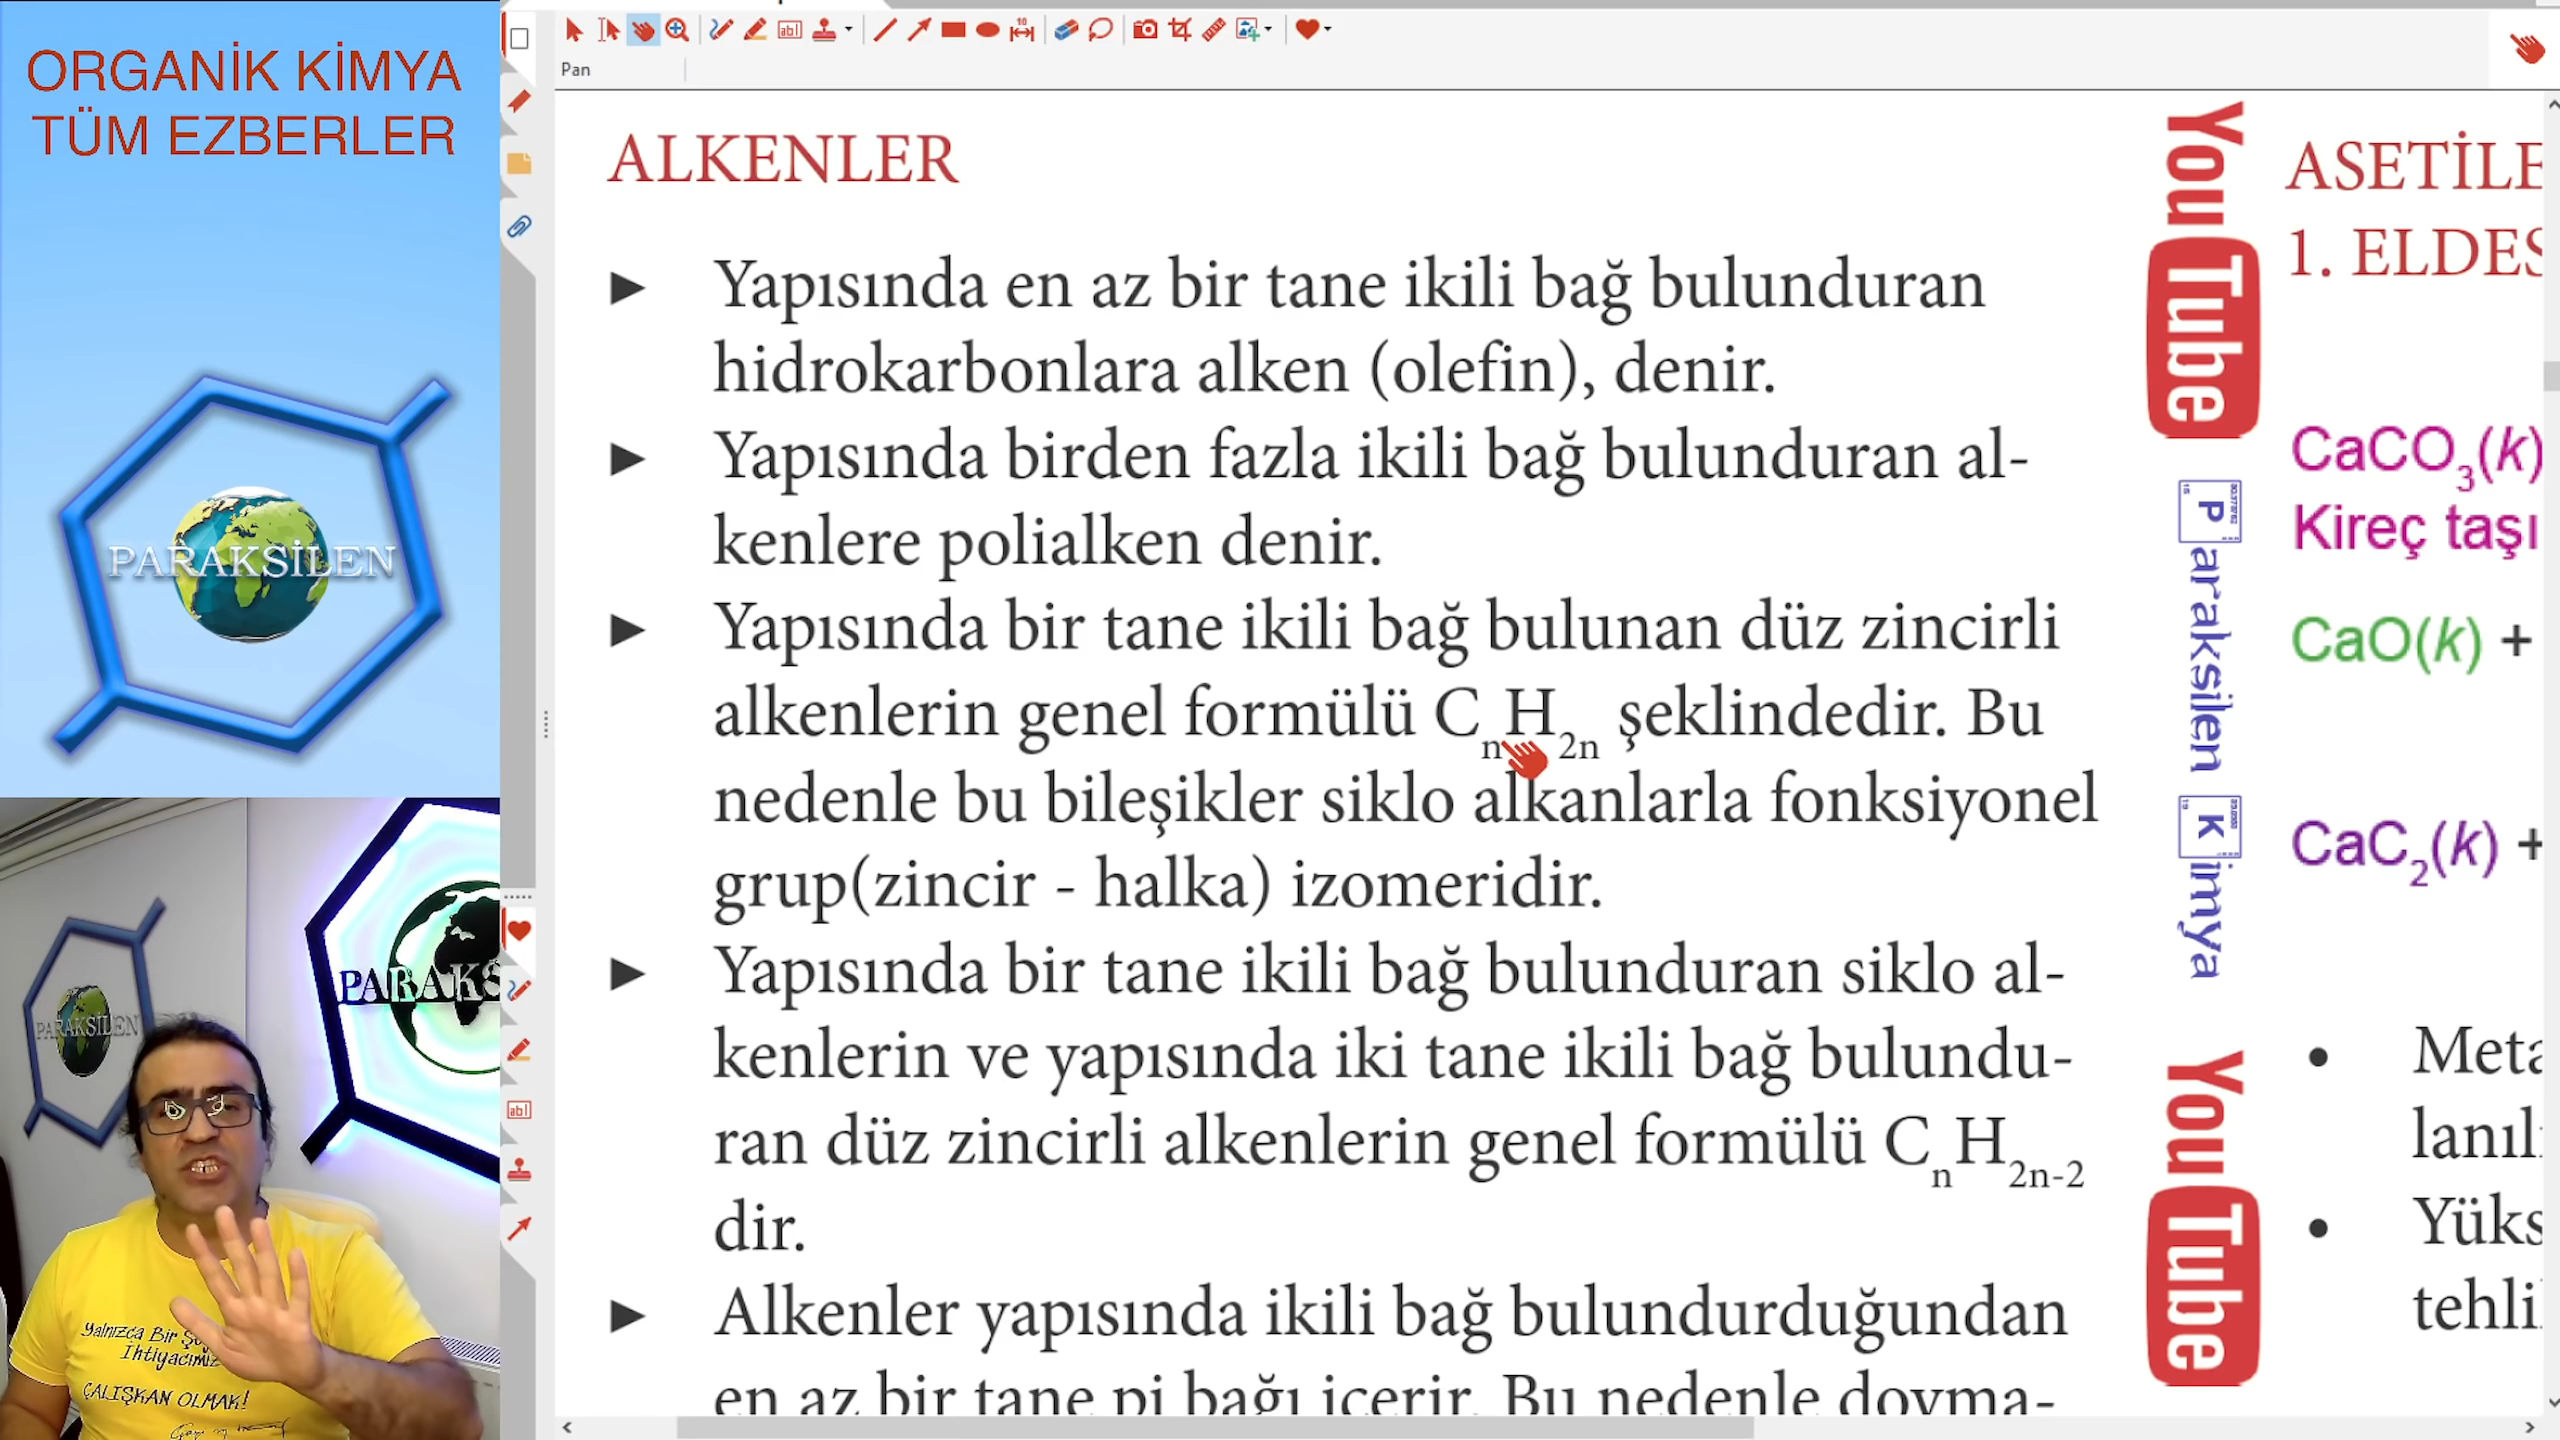 ORGANİK KİMYA
TÜM EZBERLER
PARAKSİLEN
PARAKSİLEN
PARAKS
Yalnızca Bir
İhtiyacımız
ÇALIŞKAN OLMAK!
Pan
ALKENLER
► Yapısında en az bir tane ikili bağ bulunduran
hidrokarbonlara alken (olefin), denir.
► Yapısında birden fazla ikili bağ bulunduran al-
kenlere polialken denir.
► Yapısında bir tane ikili bağ bulunan düz zincirli
alkenlerin genel formülü CnH2n şeklindedir. Bu
nedenle bu bileşikler siklo alkanlarla fonksiyonel
grup(zincir - halka) izomeridir.
► Yapısında bir tane ikili bağ bulunduran siklo al-
kenlerin ve yapısında iki tane ikili bağ bulundu-
ran düz zincirli alkenlerin genel formülü CnH2n-2
dir.
► Alkenler yapısında ikili bağ bulundurduğundan
en az bir tane pi bağı içerir. Bu nedenle doyma-
YouTube
Paraksilen Kimya
YouTube
ASETİLE
1. ELDES
CaCO3(k)
Kireç taşı
CaO(k) +
CaC2(k) +
• Meta
lanıl
• Yüks
tehli